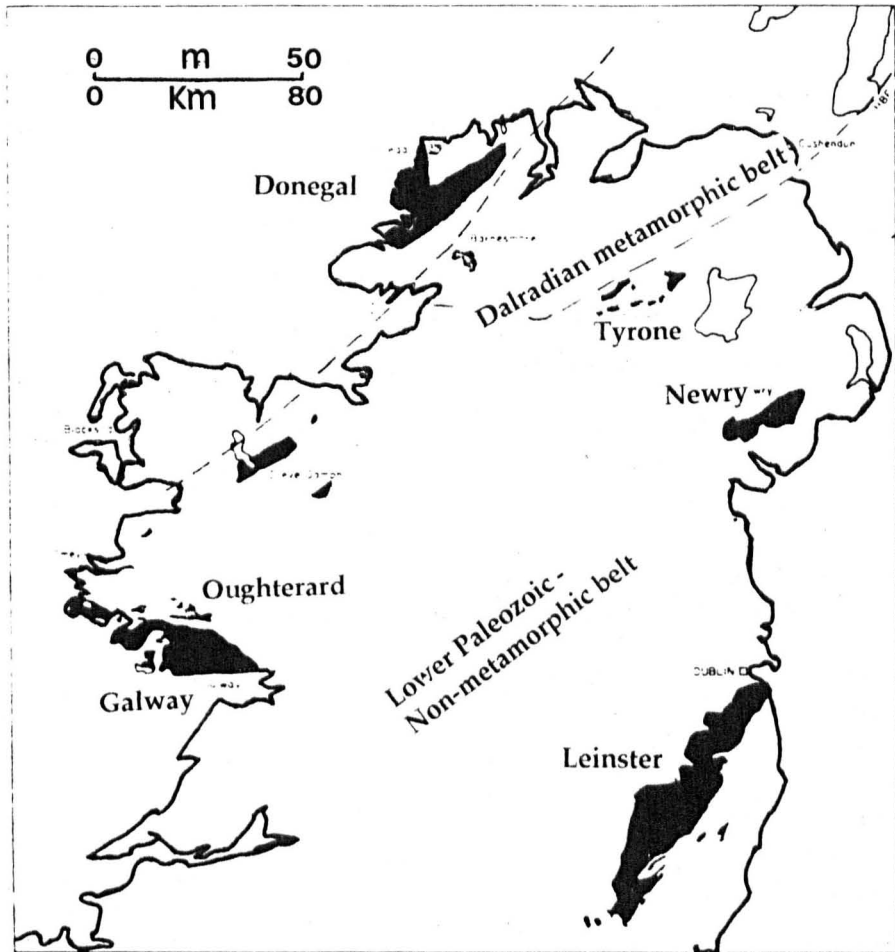 0 m 50
0 Km 80
Cushendun
Donegal
Barnesmore
Dalradian metamorphic belt
Tyrone
Newry
Oughterard
Lower Paleozoic -
Non-metamorphic belt
DUBLIN
Galway
Leinster